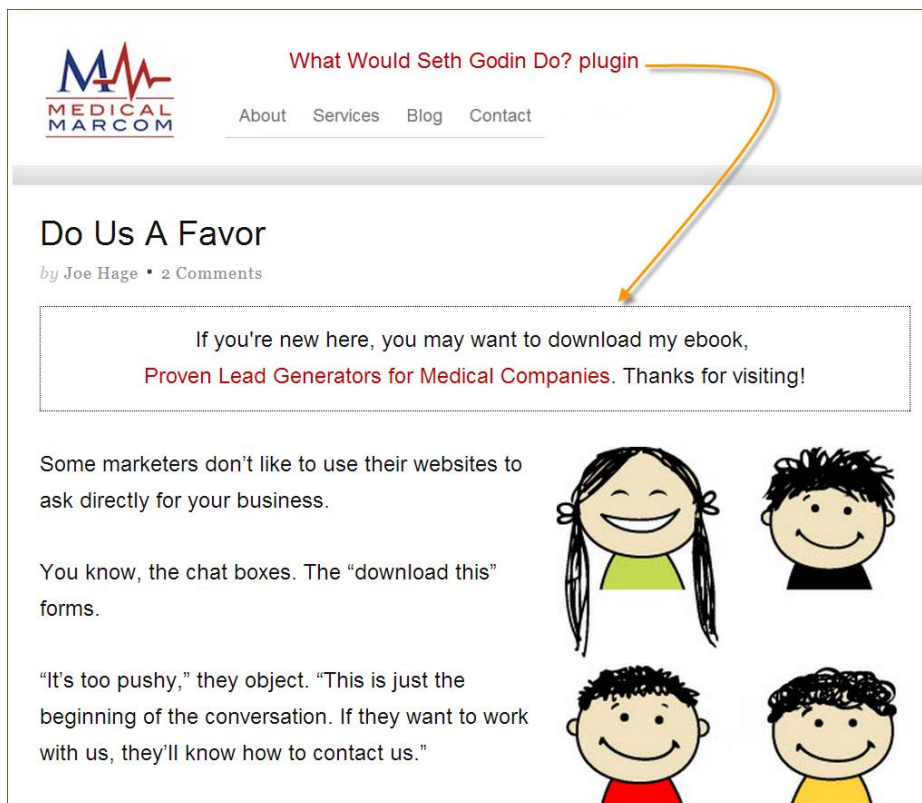 What Would Seth Godin Do? plugin
MEDICAL
MARCOM
About Services Blog Contact
Do Us A Favor
by Joe Hage ▪ 2 Comments
If you're new here, you may want to download my ebook,
Proven Lead Generators for Medical Companies. Thanks for visiting!
Some marketers don’t like to use their websites to
ask directly for your business.
You know, the chat boxes. The “download this”
forms.
“It’s too pushy,” they object. “This is just the
beginning of the conversation. If they want to work
with us, they’ll know how to contact us.”